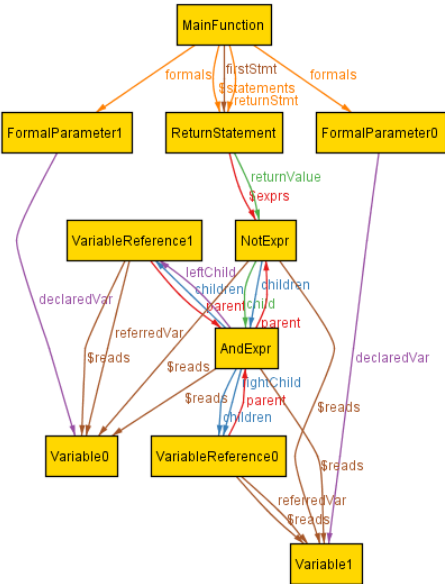 MainFunction
formals
firstStmt
$statements
returnStmt
formals
FormalParameter1
ReturnStatement
FormalParameter0
returnValue
$exprs
VariableReference1
NotExpr
leftChild
children
parent
child
children
parent
declaredVar
referredVar
$reads
AndExpr
declaredVar
$reads
rightChild
parent
children
$reads
$reads
Variable0
VariableReference0
referredVar
$reads
Variable1